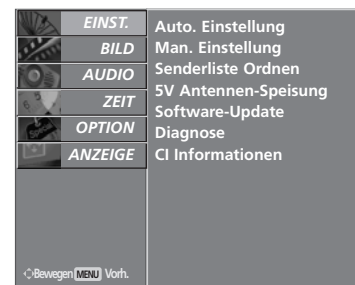 EINST.
BILD
AUDIO
ZEIT
OPTION
ANZEIGE
Auto. Einstellung
Man. Einstellung
Senderliste Ordnen
5V Antennen-Speisung
Software-Update
Diagnose
CI Informationen
Bewegen MENU Vorh.